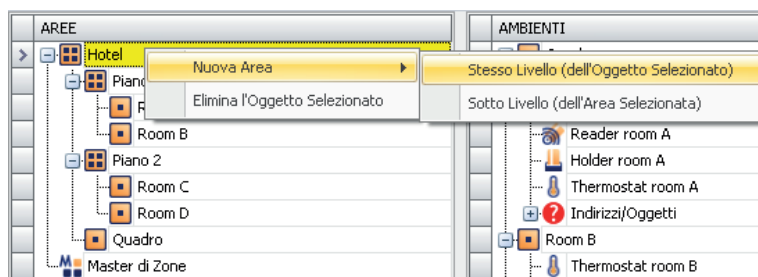 AREE
Hotel
Nuova Area
Elimina l'Oggetto Selezionato
Room B
Piano 2
Room C
Room D
Quadro
Master di Zone
AMBIENTI
Stesso Livello (dell'Oggetto Selezionato)
Sotto Livello (dell'Area Selezionata)
Reader room A
Holder room A
Thermostat room A
Indirizzi/Oggetti
Room B
Thermostat room B